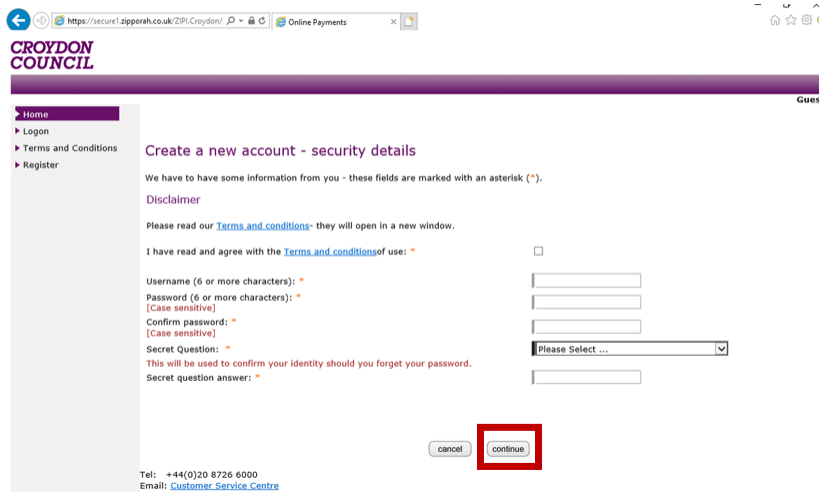 https://secure1.zipporah.co.uk/ZIPI.Croydon/
Online Payments
CROYDON
COUNCIL
Gues
Home
Logon
Terms and Conditions
Register
Create a new account - security details
We have to have some information from you - these fields are marked with an asterisk (*).
Disclaimer
Please read our Terms and conditions- they will open in a new window.
I have read and agree with the Terms and conditionsof use: *
Username (6 or more characters): *
Password (6 or more characters): *
[Case sensitive]
Confirm password: *
[Case sensitive]
Secret Question: *
Please Select ...
This will be used to confirm your identity should you forget your password.
Secret question answer: *
cancel
continue
Tel: +44(0)20 8726 6000
Email: Customer Service Centre